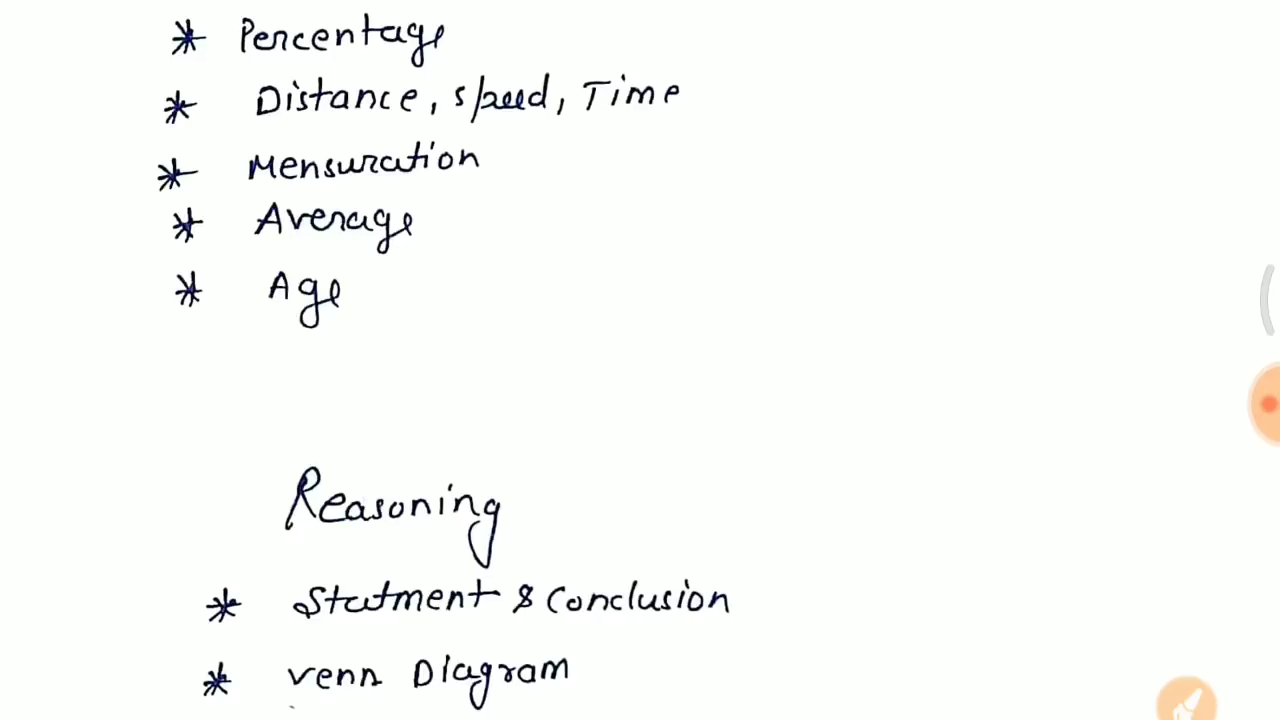 * Percentage
* Distance, speed, Time
* Mensuration
* Average
* Age
Reasoning
* Statment & Conclusion
* Venn Diagram